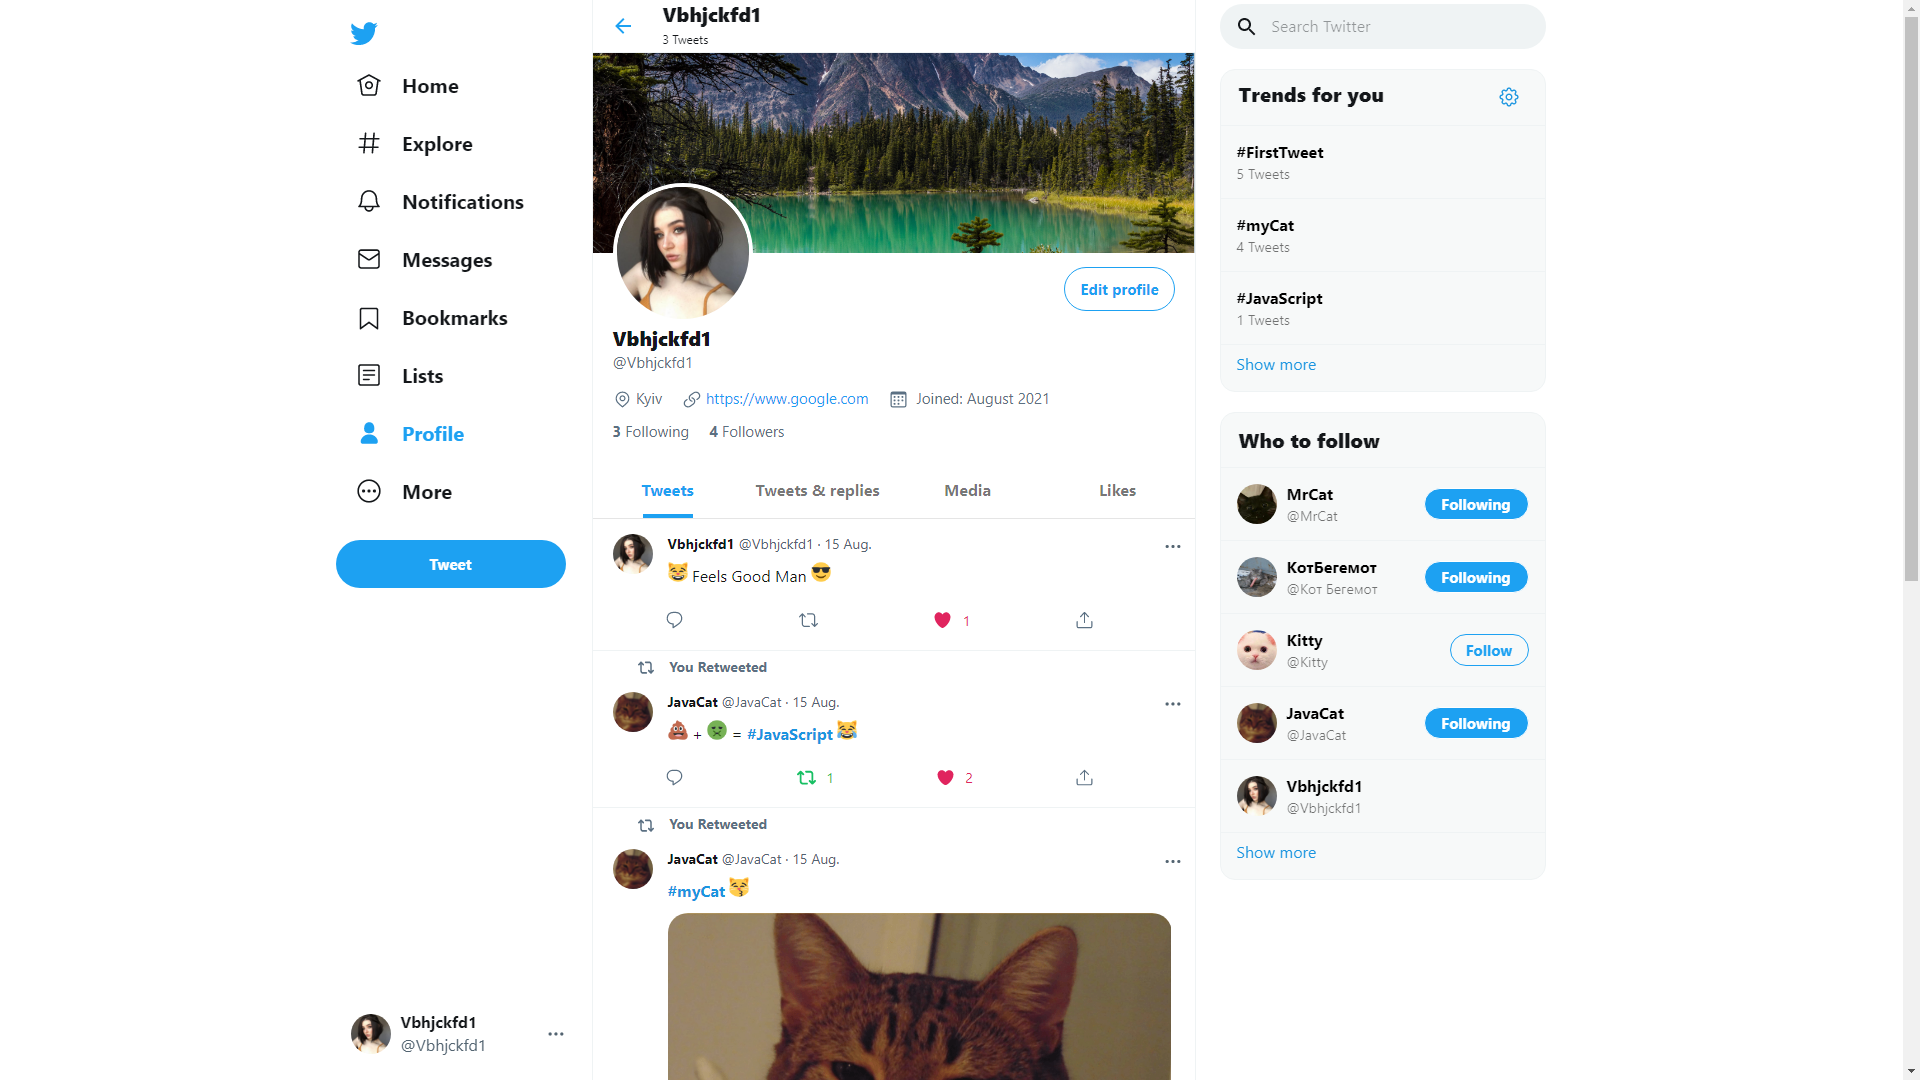 Home
Explore
Notifications
Messages
Bookmarks
Lists
Profile
More
Tweet
Vbhjckfd1
@Vbhjckfd1
Vbhjckfd1
3 Tweets
Edit profile
Vbhjckfd1
@Vbhjckfd1
Kyiv https://www.google.com Joined: August 2021
3 Following 4 Followers
Tweets Tweets & replies Media Likes
Vbhjckfd1 @Vbhjckfd1 · 15 Aug.
😸 Feels Good Man 😎
1
You Retweeted
JavaCat @JavaCat · 15 Aug.
💩 + 🤢 = #JavaScript 😹
1 2
You Retweeted
JavaCat @JavaCat · 15 Aug.
#myCat 😽
Search Twitter
Trends for you
#FirstTweet
5 Tweets
#myCat
4 Tweets
#JavaScript
1 Tweets
Show more
Who to follow
MrCat
@MrCat
Following
КотБегемот
@Кот Бегемот
Following
Kitty
@Kitty
Follow
JavaCat
@JavaCat
Following
Vbhjckfd1
@Vbhjckfd1
Show more